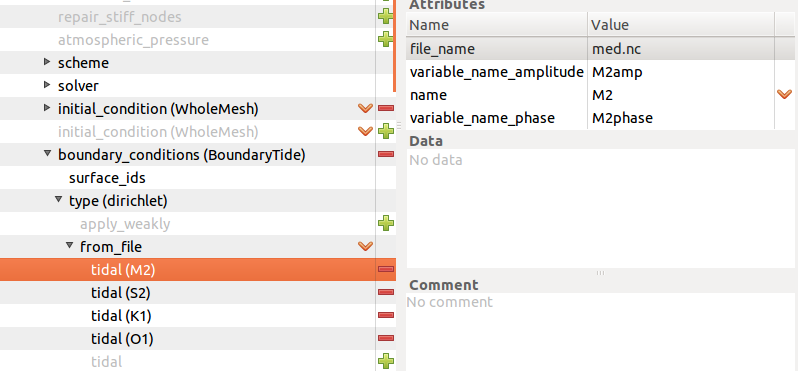 repair_stiff_nodes
atmospheric_pressure
scheme
solver
initial_condition (WholeMesh)
initial_condition (WholeMesh)
boundary_conditions (BoundaryTide)
surface_ids
type (dirichlet)
apply_weakly
from_file
tidal (M2)
tidal (S2)
tidal (K1)
tidal (O1)
tidal
Attributes
Name Value
file_name med.nc
variable_name_amplitude M2amp
name M2
variable_name_phase M2phase
Data
No data
Comment
No comment